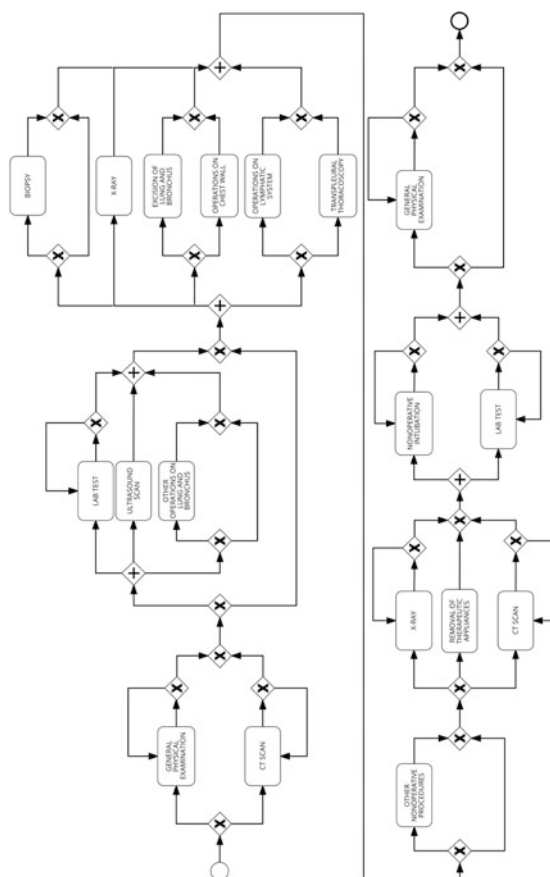 GENERAL
PHYSICAL
EXAMINATION
CT SCAN
LAB TEST
ULTRASOUND
SCAN
OTHER
OPERATIONS ON
LUNG AND
BRONCHUS
BIOPSY
X-RAY
EXCISION OF
LUNG AND
BRONCHUS
OPERATIONS ON
CHEST WALL
OPERATIONS ON
LYMPHATIC
SYSTEM
TRANSPLEURAL
THORACOSCOPY
OTHER
NONOPERATIVE
PROCEDURES
X-RAY
REMOVAL OF
THERAPEUTIC
APPLIANCES
CT SCAN
NONOPERATIVE
INTUBATION
LAB TEST
GENERAL
PHYSICAL
EXAMINATION